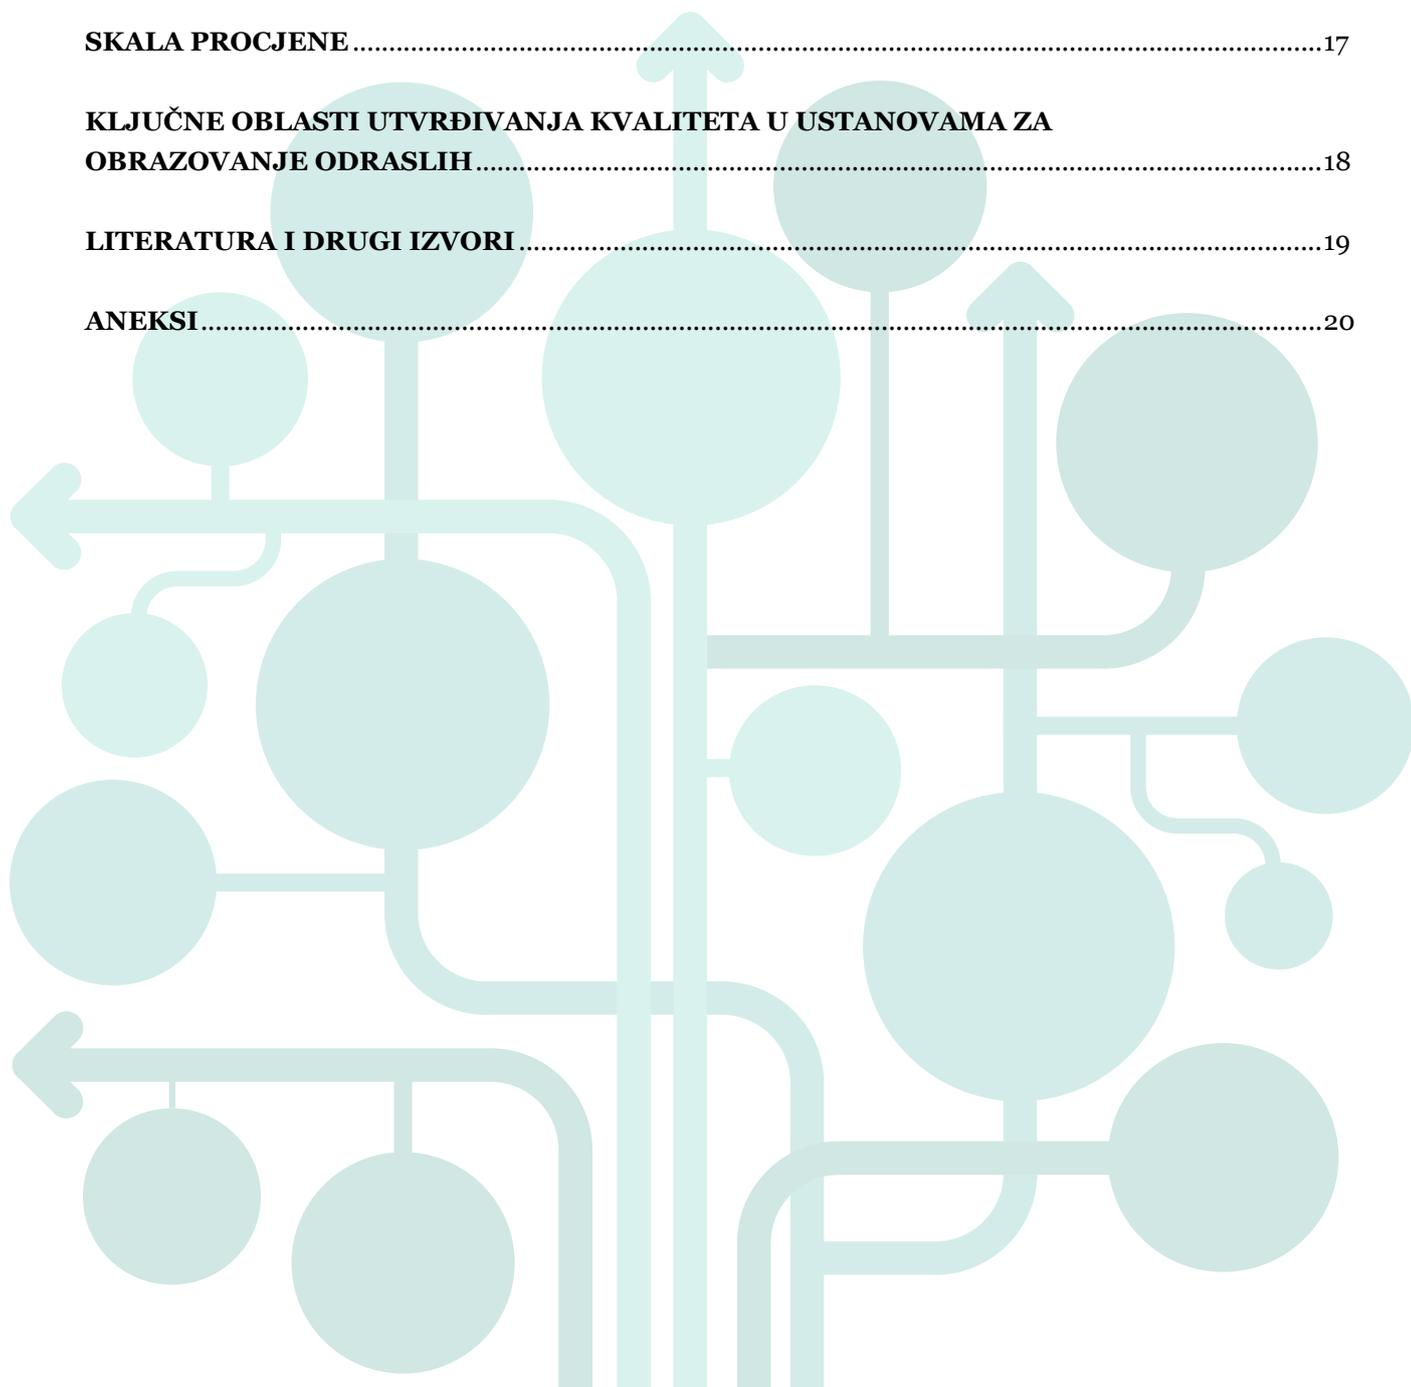 SKALA PROCJENE....................................................................................................................17
KLJUČNE OBLASTI UTVRĐIVANJA KVALITETA U USTANOVAMA ZA
OBRAZOVANJE ODRASLIH....................................................................................................18
LITERATURA I DRUGI IZVORI................................................................................................19
ANEKSI......................................................................................................................................20